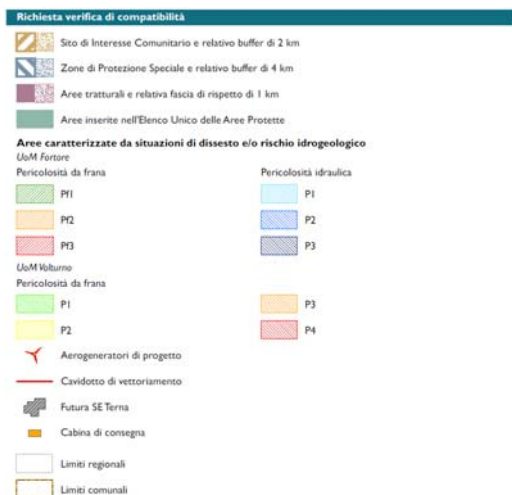 Richiesta verifica di compatibilità
Sito di Interesse Comunitario e relativo buffer di 2 km
Zone di Protezione Speciale e relativo buffer di 4 km
Aree tratturali e relativa fascia di rispetto di 1 km
Aree inserite nell'Elenco Unico delle Aree Protette
Aree caratterizzate da situazioni di dissesto e/o rischio idrogeologico
UoM Fortore
Pericolosità da frana Pericolosità idraulica
Pf1 P1
Pf2 P2
Pf3 P3
UoM Volturno
Pericolosità da frana
P1 P3
P2 P4
Aerogeneratori di progetto
Cavidotto di vettoriamento
Futura SE Terna
Cabina di consegna
Limiti regionali
Limiti comunali